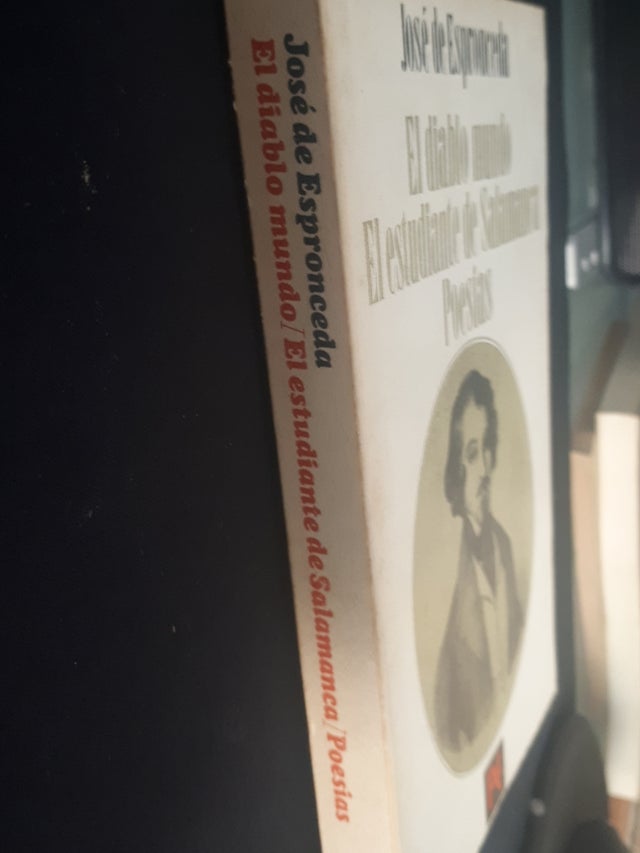 José de Espronceda
El diablo mundo/El estudiante de Salamanca/Poesías
José de Espronceda
El diablo mundo
El estudiante de Salamanca
Poesías